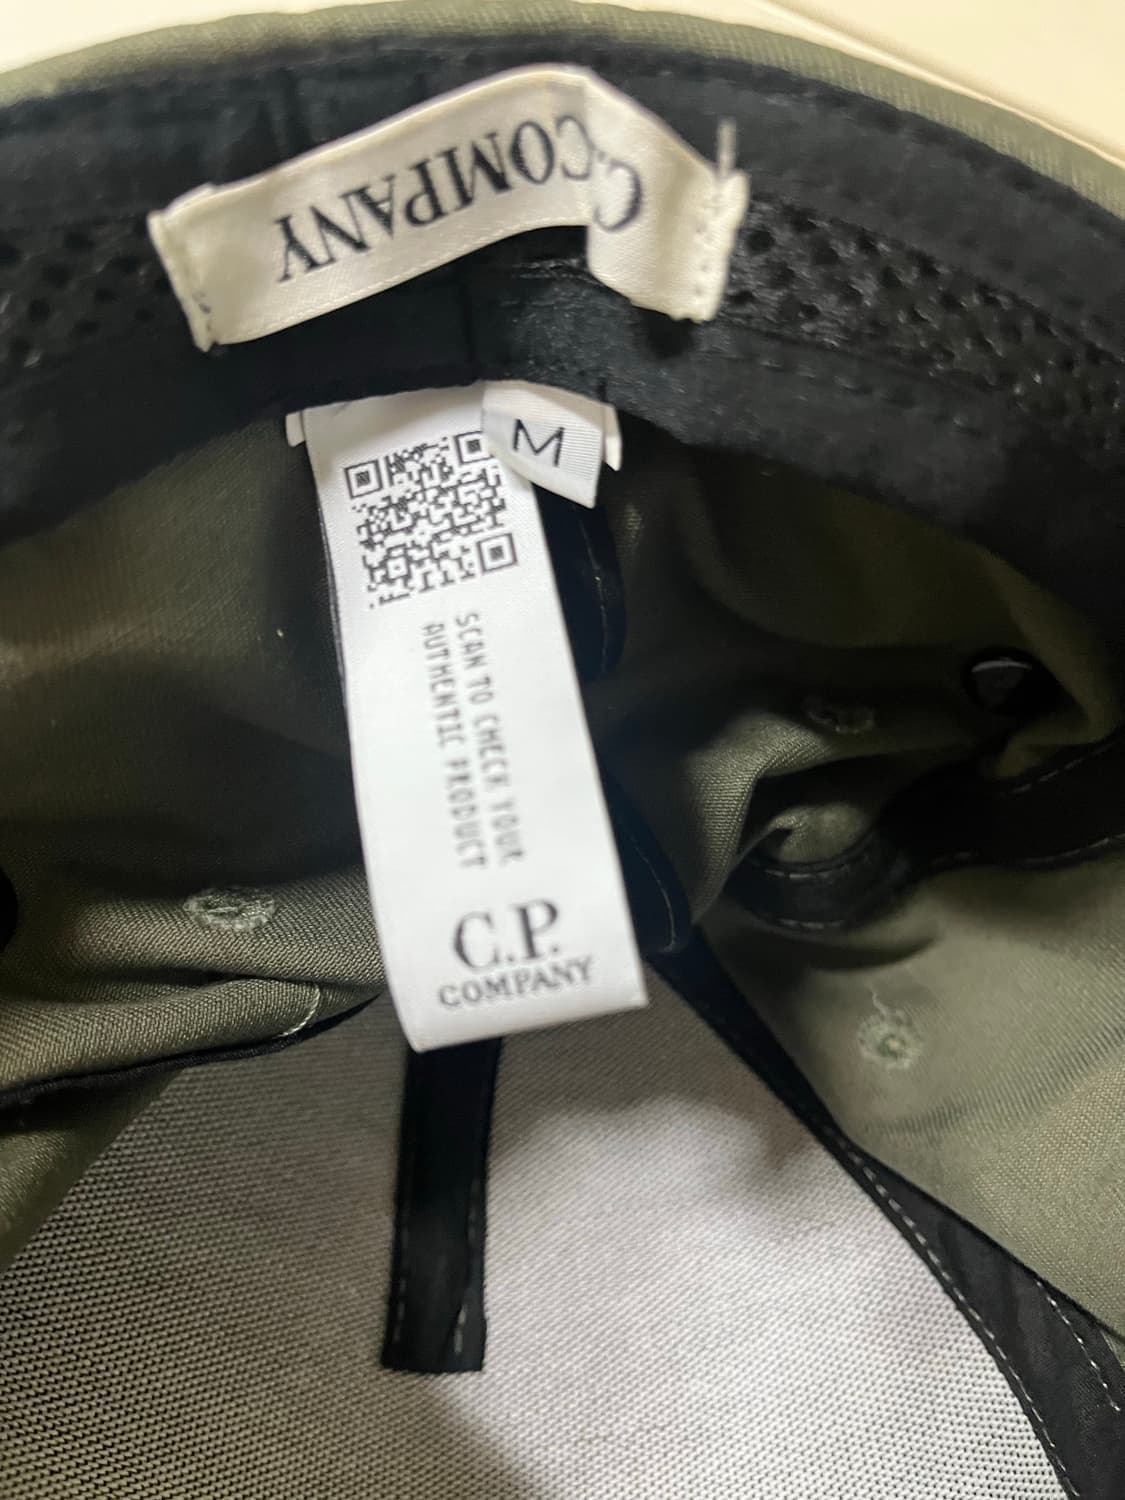 C.COMPANY
M
SCAN TO CHECK YOUR
AUTHENTIC PRODUCT
C.P.
COMPANY